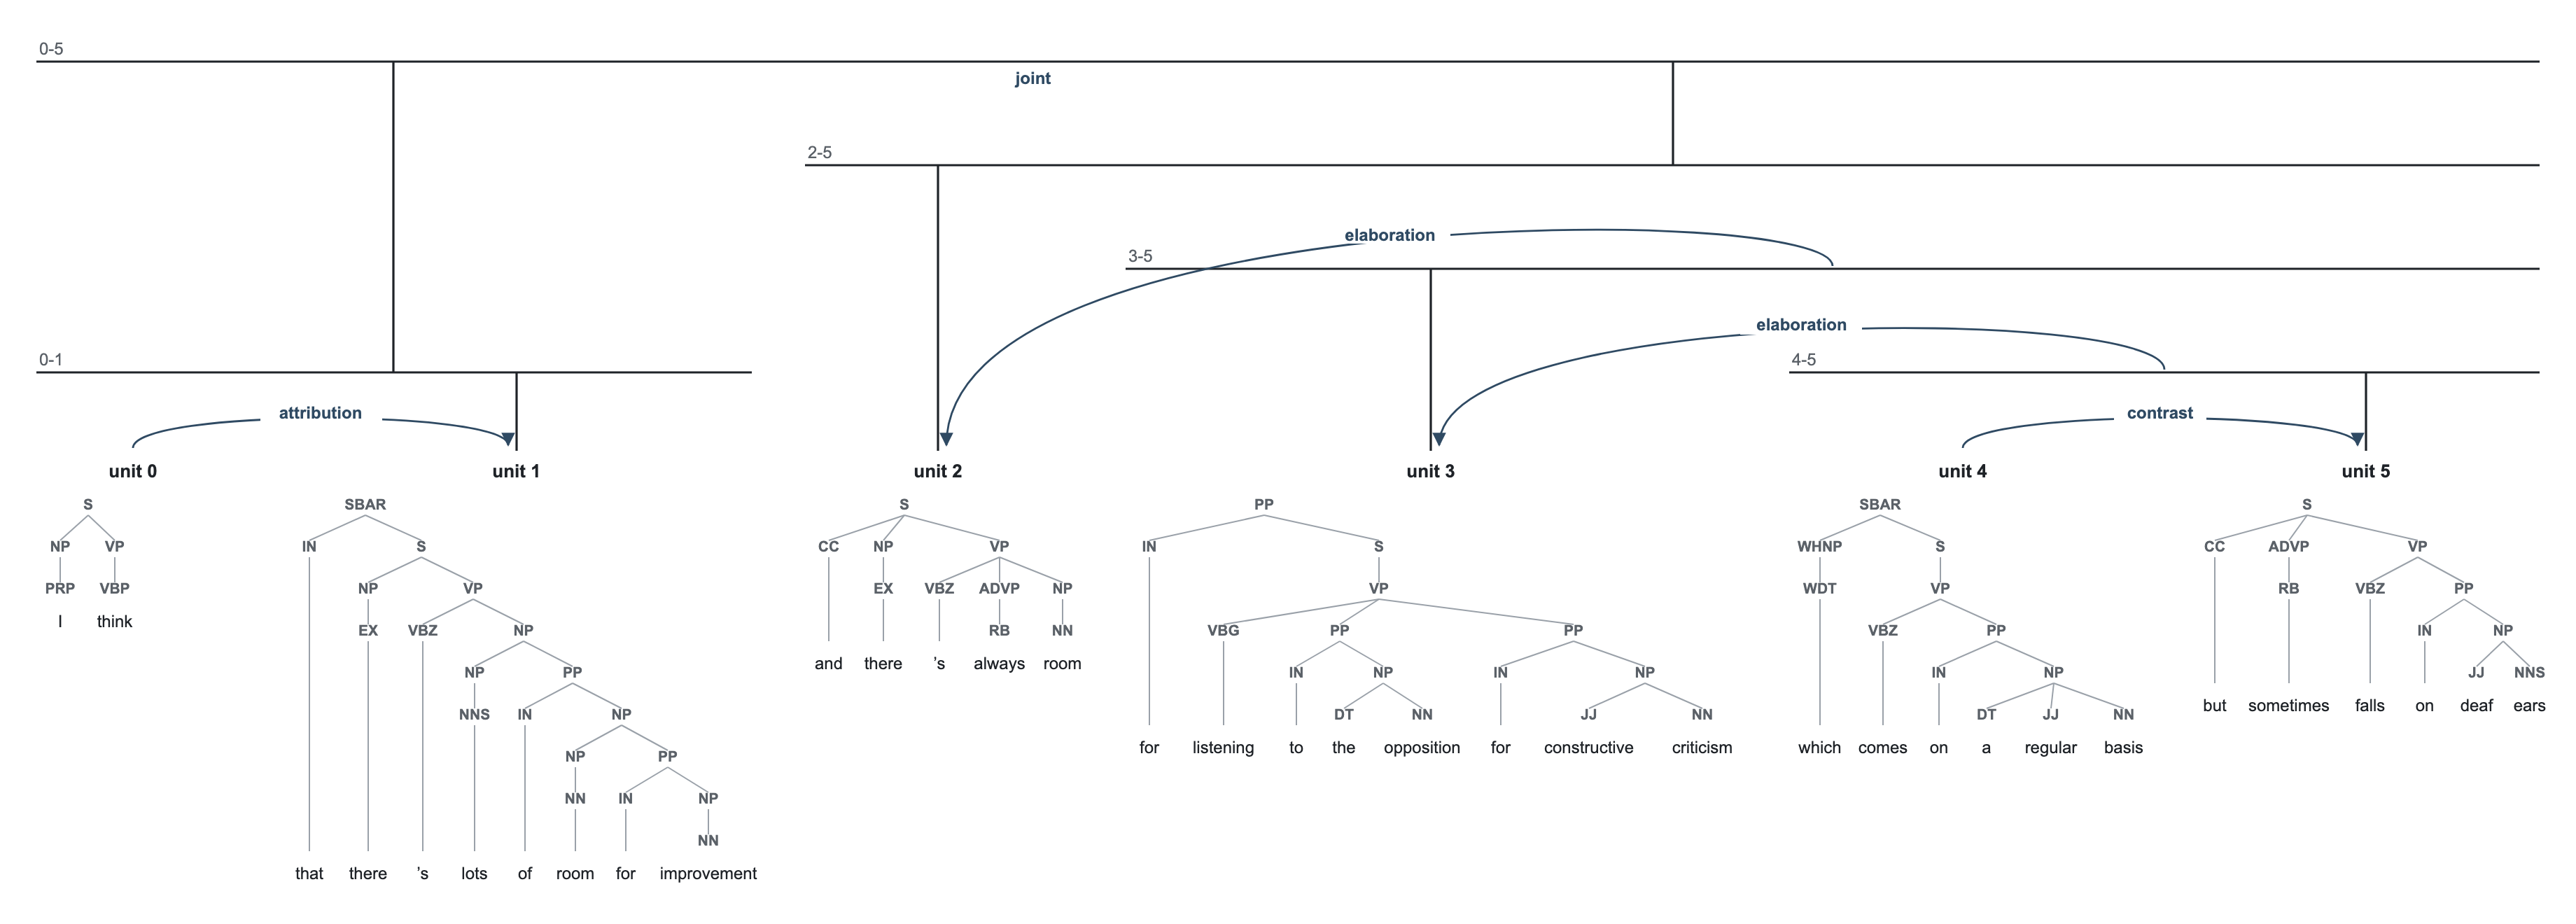 0-5
joint
2-5
elaboration
3-5
elaboration
0-1 4-5
attribution contrast
unit 0 unit 1 unit 2 unit 3 unit 4 unit 5
S SBAR S PP SBAR S
NP VP IN S CC NP VP IN S WHNP S CC ADVP VP
PRP VBP NP VP EX VBZ ADVP NP VP WDT VP RB VBZ PP
I think
EX VBZ NP RB NN VBG PP PP VBZ PP IN NP
and there ’s always room
NP PP IN NP IN NP IN NP JJ NNS
but sometimes falls on deaf ears
NNS IN NP DT NN JJ NN DT JJ NN
for listening to the opposition for constructive criticism which comes on a regular basis
NP PP
NN IN NP
NN
that there ’s lots of room for improvement